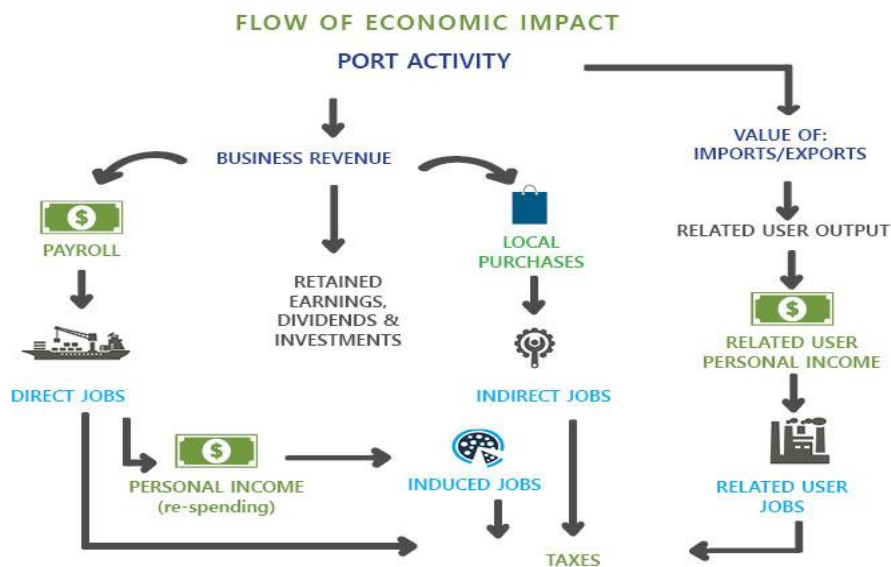 FLOW OF ECONOMIC IMPACT
PORT ACTIVITY
BUSINESS REVENUE
VALUE OF:
IMPORTS/EXPORTS
$
PAYROLL
LOCAL
PURCHASES
RELATED USER OUTPUT
RETAINED
EARNINGS,
DIVIDENDS &
INVESTMENTS
$
RELATED USER
PERSONAL INCOME
DIRECT JOBS
INDIRECT JOBS
$
PERSONAL INCOME
(re-spending)
INDUCED JOBS
RELATED USER
JOBS
TAXES